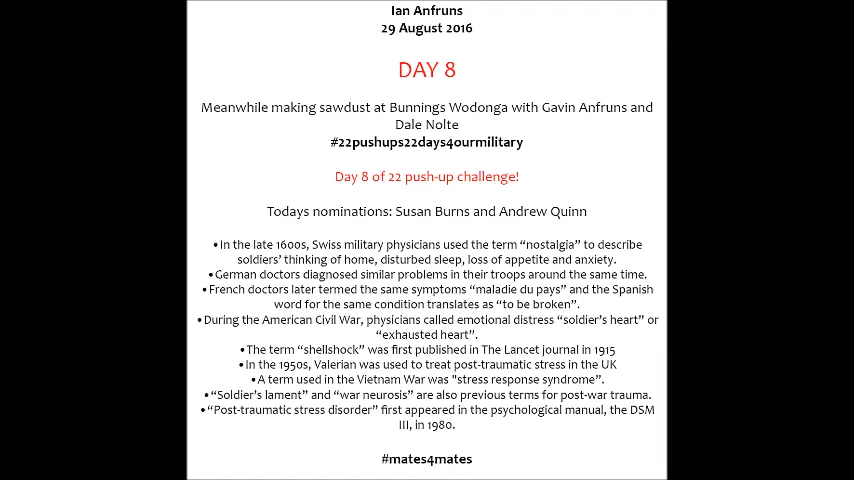 Ian Anfruns
29 August 2016
DAY 8
Meanwhile making sawdust at Bunnings Wodonga with Gavin Anfruns and
Dale Nolte
#22pushups22days4ourmilitary
Day 8 of 22 push-up challenge!
Todays nominations: Susan Burns and Andrew Quinn
•In the late 1600s, Swiss military physicians used the term “nostalgia” to describe
soldiers’ thinking of home, disturbed sleep, loss of appetite and anxiety.
•German doctors diagnosed similar problems in their troops around the same time.
•French doctors later termed the same symptoms “maladie du pays” and the Spanish
word for the same condition translates as “to be broken”.
•During the American Civil War, physicians called emotional distress “soldier’s heart” or
“exhausted heart”.
•The term “shellshock” was first published in The Lancet journal in 1915
•In the 1950s, Valerian was used to treat post-traumatic stress in the UK
•A term used in the Vietnam War was "stress response syndrome”.
•“Soldier’s lament” and “war neurosis” are also previous terms for post-war trauma.
•“Post-traumatic stress disorder” first appeared in the psychological manual, the DSM
III, in 1980.
#mates4mates